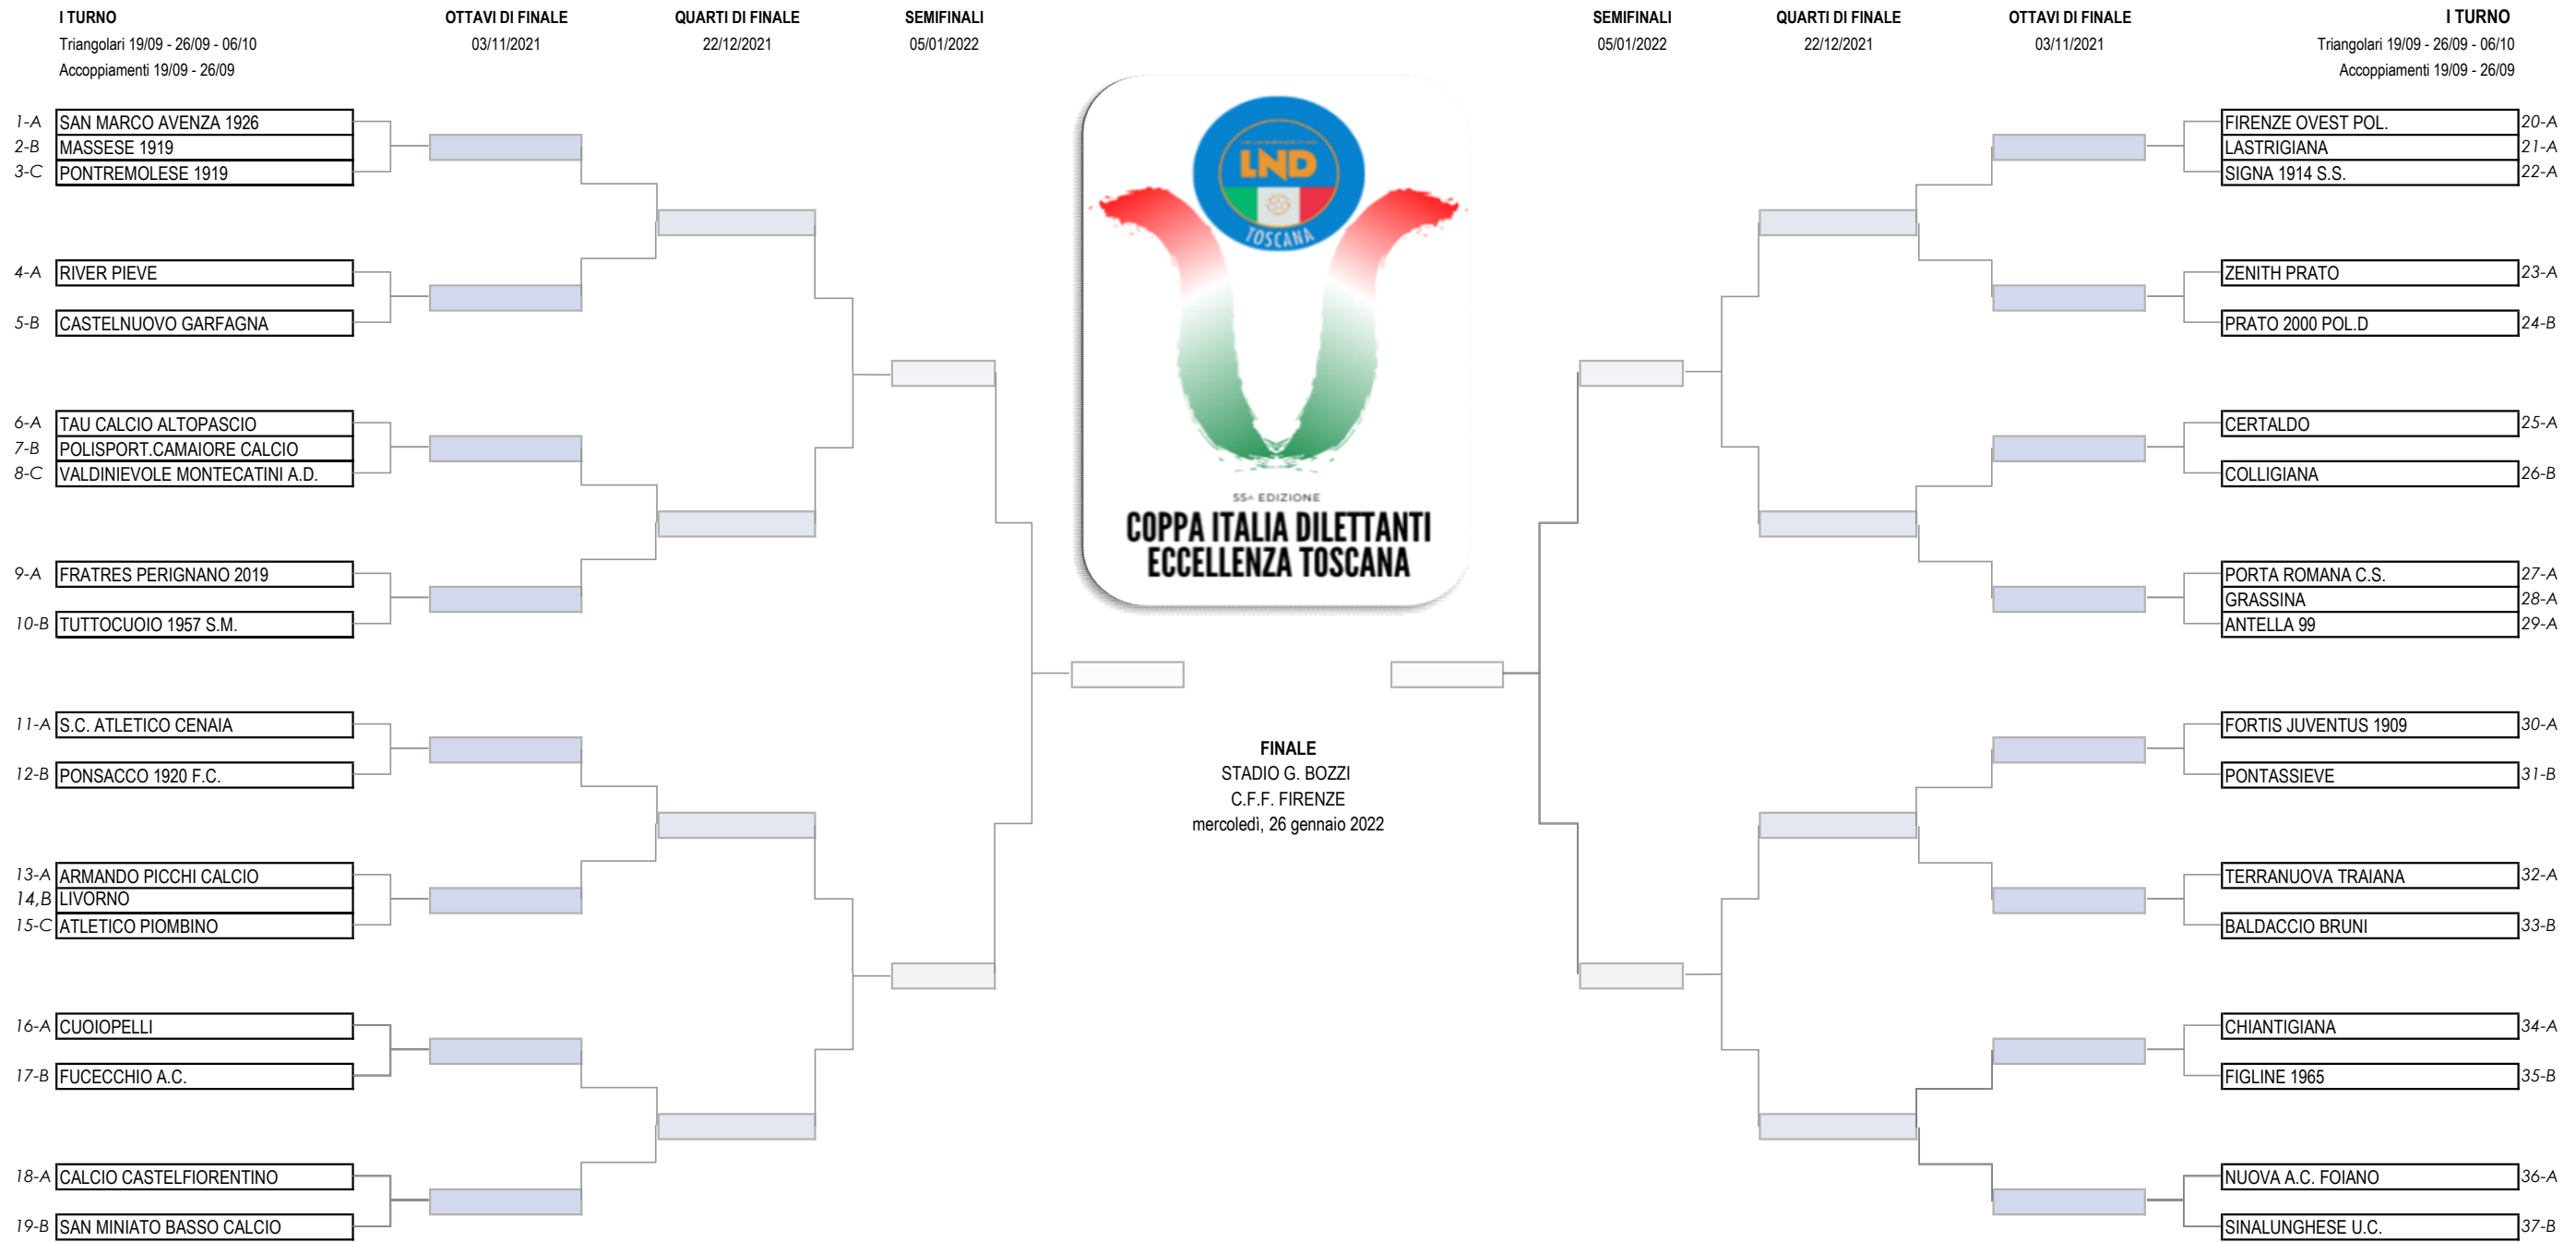 I TURNO
Triangolari 19/09 - 26/09 - 06/10
Accoppiamenti 19/09 - 26/09
OTTAVI DI FINALE
03/11/2021
QUARTI DI FINALE
22/12/2021
SEMIFINALI
05/01/2022
SEMIFINALI
05/01/2022
QUARTI DI FINALE
22/12/2021
OTTAVI DI FINALE
03/11/2021
I TURNO
Triangolari 19/09 - 26/09 - 06/10
Accoppiamenti 19/09 - 26/09
1-A SAN MARCO AVENZA 1926
2-B MASSESE 1919
3-C PONTREMOLESE 1919
4-A RIVER PIEVE
5-B CASTELNUOVO GARFAGNA
6-A TAU CALCIO ALTOPASCIO
7-B POLISPORT.CAMAIORE CALCIO
8-C VALDINIEVOLE MONTECATINI A.D.
9-A FRATRES PERIGNANO 2019
10-B TUTTOCUOIO 1957 S.M.
11-A S.C. ATLETICO CENAIA
12-B PONSACCO 1920 F.C.
13-A ARMANDO PICCHI CALCIO
14,B LIVORNO
15-C ATLETICO PIOMBINO
16-A CUOIOPELLI
17-B FUCECCHIO A.C.
18-A CALCIO CASTELFIORENTINO
19-B SAN MINIATO BASSO CALCIO
LND
TOSCANA
55ª EDIZIONE
COPPA ITALIA DILETTANTI
ECCELLENZA TOSCANA
FINALE
STADIO G. BOZZI
C.F.F. FIRENZE
mercoledì, 26 gennaio 2022
FIRENZE OVEST POL. 20-A
LASTRIGIANA 21-A
SIGNA 1914 S.S. 22-A
ZENITH PRATO 23-A
PRATO 2000 POL.D 24-B
CERTALDO 25-A
COLLIGIANA 26-B
PORTA ROMANA C.S. 27-A
GRASSINA 28-A
ANTELLA 99 29-A
FORTIS JUVENTUS 1909 30-A
PONTASSIEVE 31-B
TERRANUOVA TRAIANA 32-A
BALDACCIO BRUNI 33-B
CHIANTIGIANA 34-A
FIGLINE 1965 35-B
NUOVA A.C. FOIANO 36-A
SINALUNGHESE U.C. 37-B